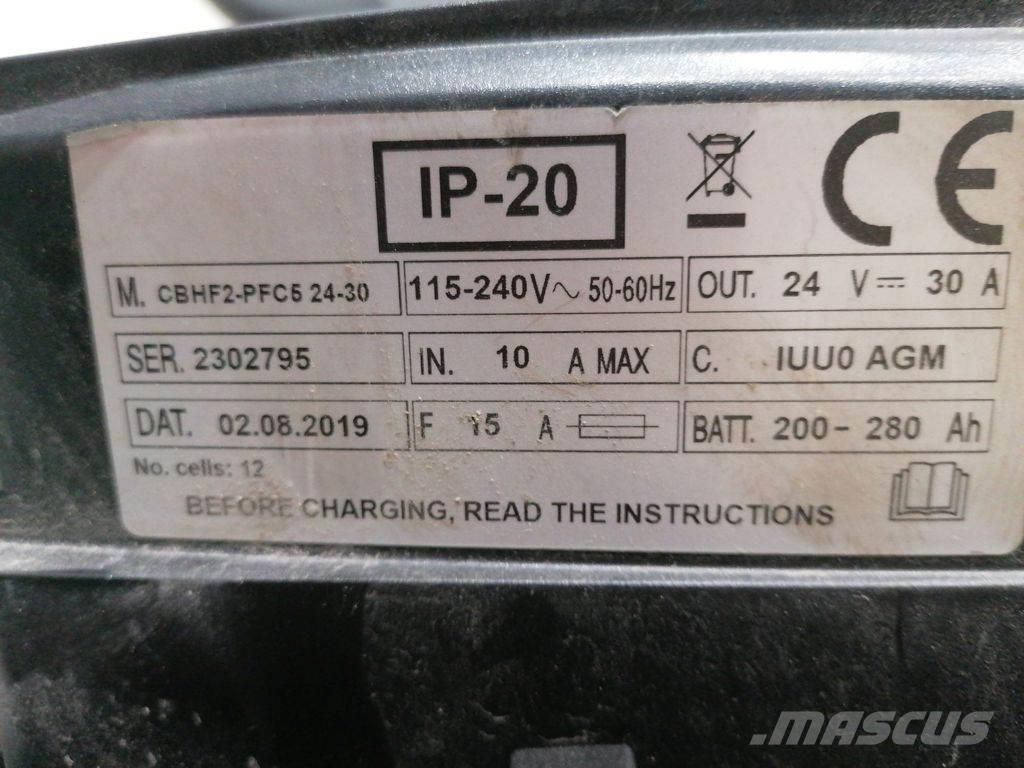 IP-20
CE
M. CBHF2-PFC5 24-30
115-240V~ 50-60Hz
OUT. 24 V⎓ 30 A
SER. 2302795
IN. 10 A MAX
C. IUU0 AGM
DAT. 02.08.2019
F 15 A
BATT. 200- 280 Ah
No. cells: 12
BEFORE CHARGING, READ THE INSTRUCTIONS
.MASCUS